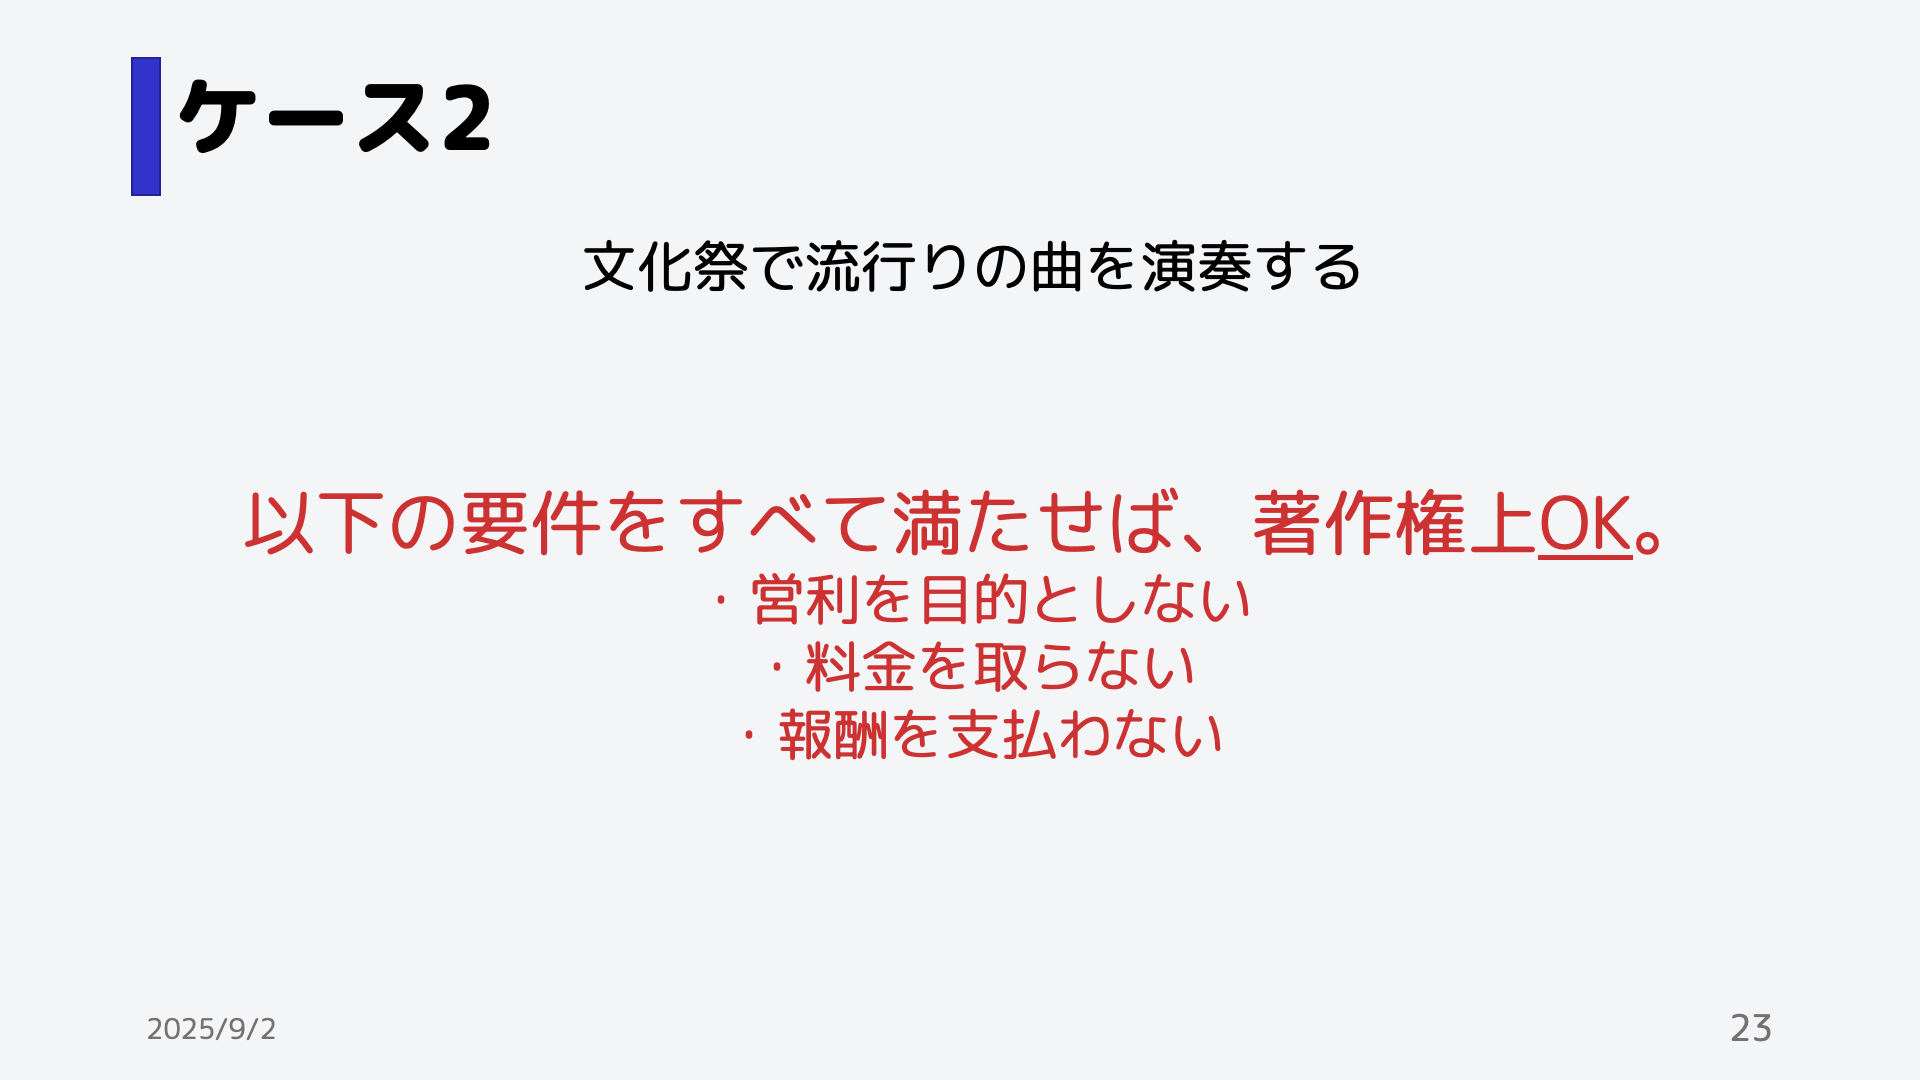 ケース2
文化祭で流行りの曲を演奏する
以下の要件をすべて満たせば、著作権上OK。
・営利を目的としない
・料金を取らない
・報酬を支払わない
2025/9/2
23